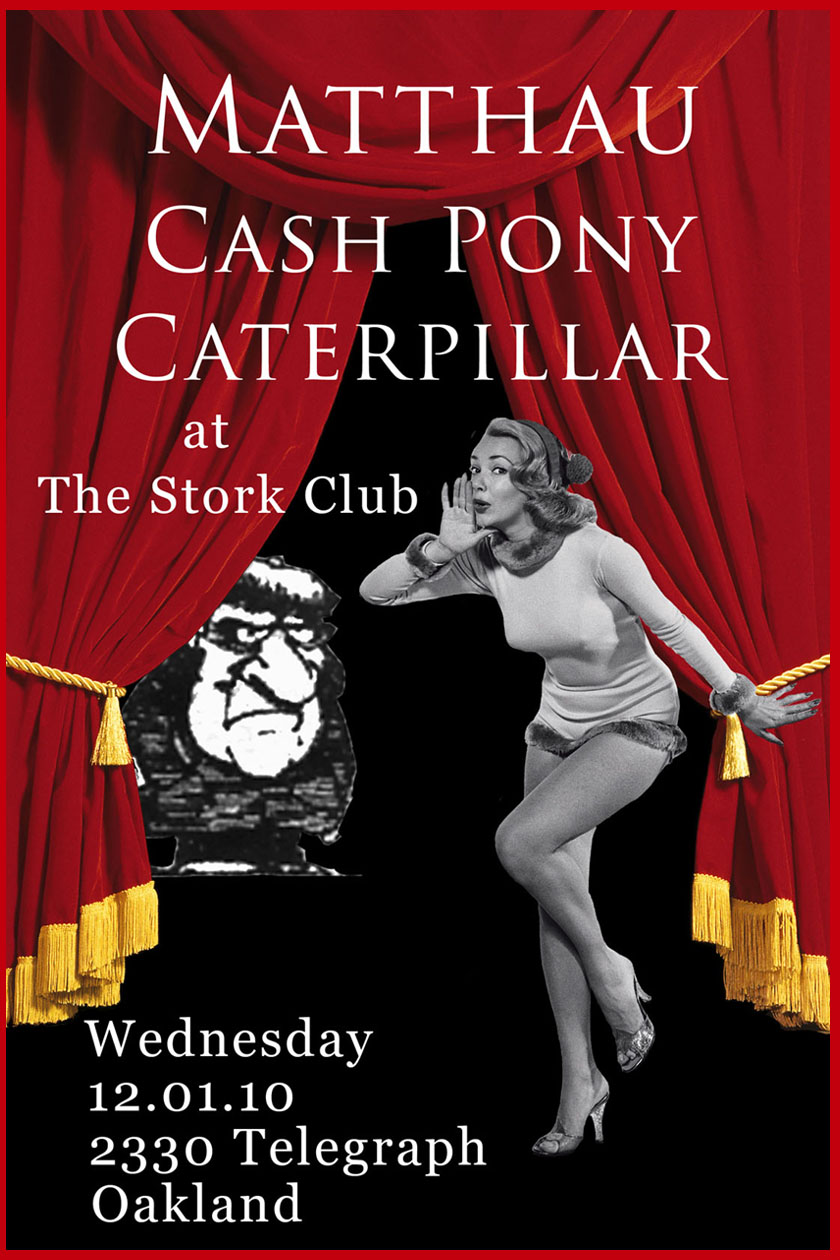 MATTHAU
CASH PONY
CATERPILLAR
at
The Stork Club
Wednesday
12.01.10
2330 Telegraph
Oakland